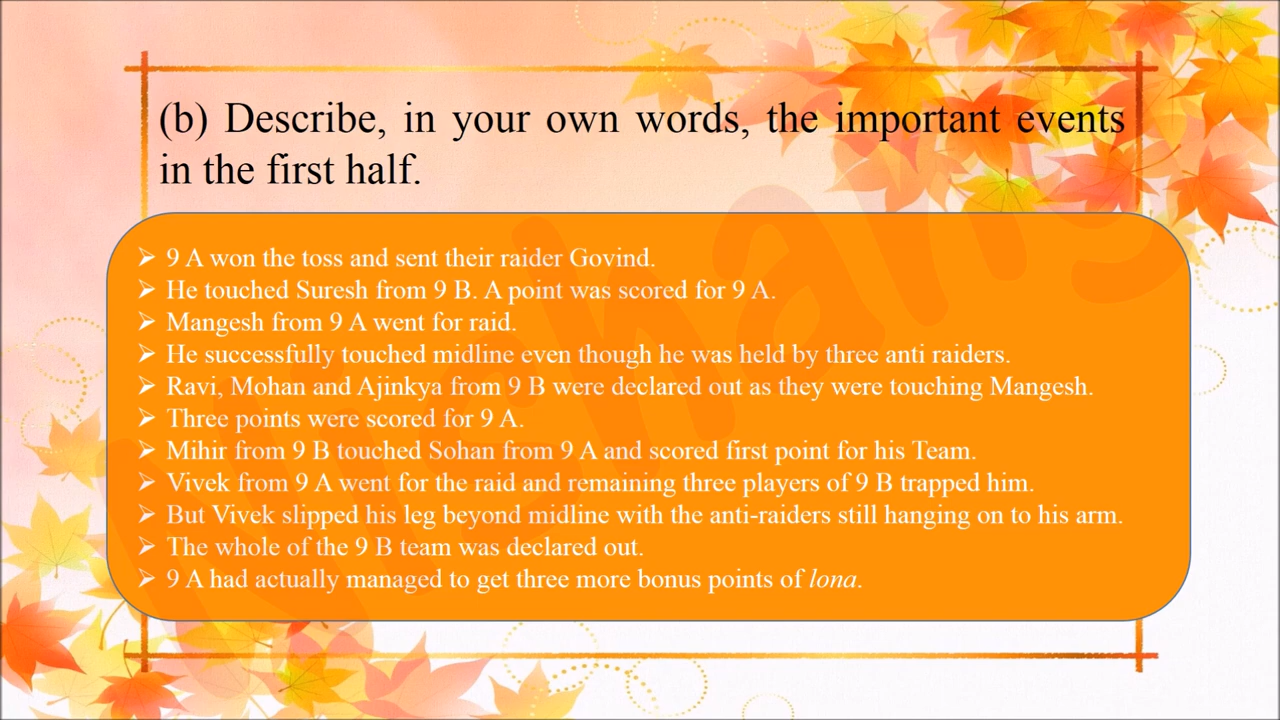 (b) Describe, in your own words, the important events
in the first half.
➢ 9 A won the toss and sent their raider Govind.
➢ He touched Suresh from 9 B. A point was scored for 9 A.
➢ Mangesh from 9 A went for raid.
➢ He successfully touched midline even though he was held by three anti raiders.
➢ Ravi, Mohan and Ajinkya from 9 B were declared out as they were touching Mangesh.
➢ Three points were scored for 9 A.
➢ Mihir from 9 B touched Sohan from 9 A and scored first point for his Team.
➢ Vivek from 9 A went for the raid and remaining three players of 9 B trapped him.
➢ But Vivek slipped his leg beyond midline with the anti-raiders still hanging on to his arm.
➢ The whole of the 9 B team was declared out.
➢ 9 A had actually managed to get three more bonus points of lona.